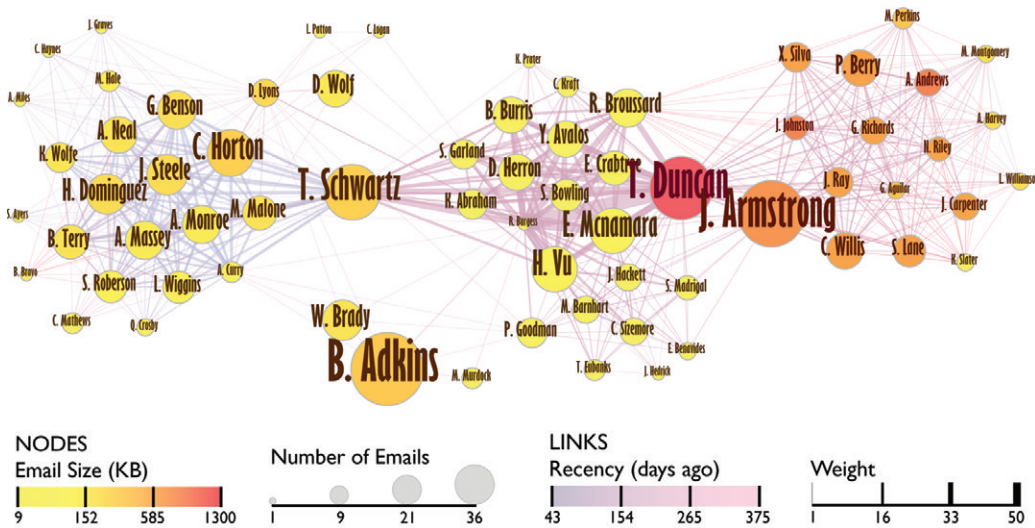 J. Graves
C. Haynes
M. Hale
A. Miles
G. Benson
A. Neal
K. Wolfe
J. Steele
C. Horton
H. Dominguez
S. Ayers
A. Monroe
M. Malone
B. Terry
A. Massey
B. Bravo
S. Roberson
L. Wiggins
A. Curry
C. Mathews
Q. Crosby
L. Patton
C. Logan
D. Lyons
D. Wolf
T. Schwartz
W. Brady
B. Adkins
M. Murdock
K. Prater
C. Kraft
B. Burris
R. Broussard
Y. Avalos
S. Garland
D. Herron
E. Crabtree
K. Abraham
S. Bowling
R. Burgess
E. Mcnamara
H. Vu
J. Hackett
S. Madrigal
M. Barnhart
P. Goodman
C. Sizemore
E. Benavides
T. Eubanks
J. Hedrick
T. Duncan
J. Armstrong
M. Perkins
X. Silva
P. Berry
M. Montgomery
A. Andrews
J. Johnston
G. Richards
A. Harvey
N. Riley
J. Ray
G. Aguilar
L. Williamson
J. Carpenter
C. Willis
S. Lane
K. Slater
NODES
Email Size (KB)
9 152 585 1300
Number of Emails
1 9 21 36
LINKS
Recency (days ago)
43 154 265 375
Weight
1 16 33 50